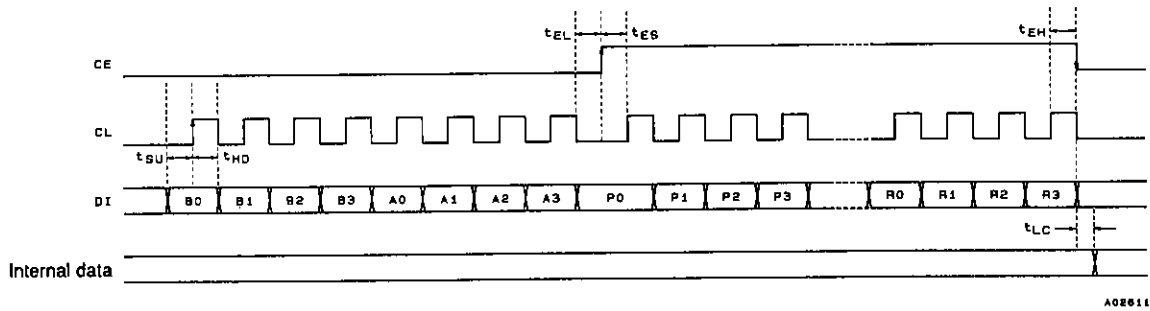 tEL tES tEH
CE
CL
tSU tHD
DI B0 B1 B2 B3 A0 A1 A2 A3 P0 P1 P2 P3 R0 R1 R2 R3
tLC
Internal data
A02611